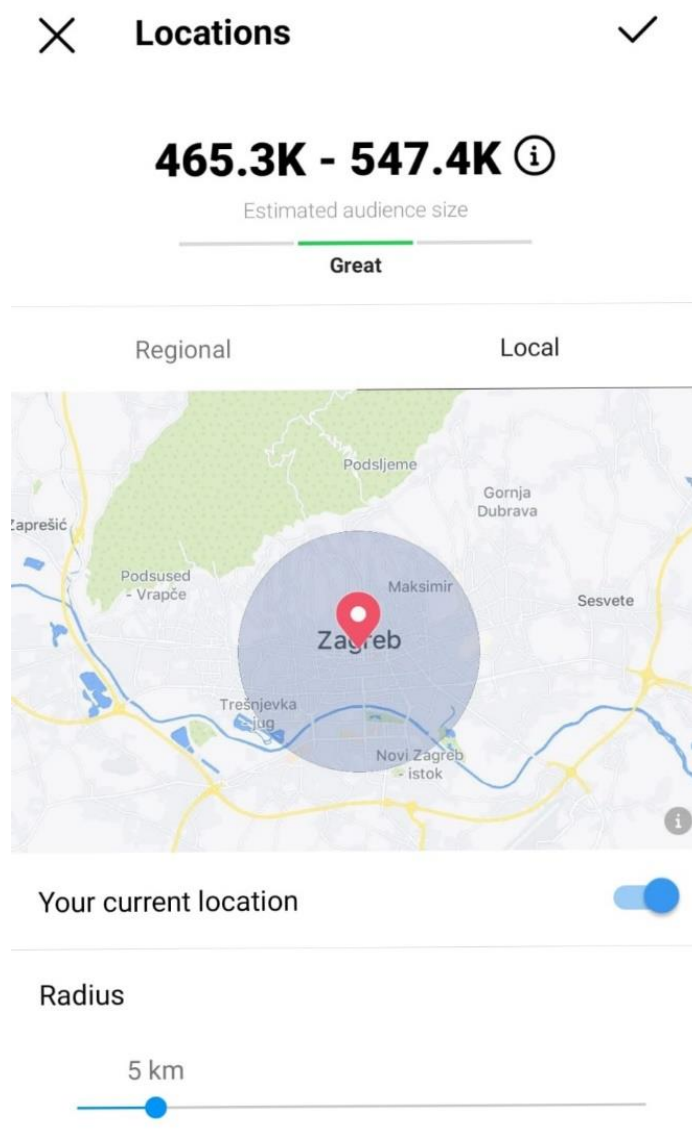 Locations
465.3K - 547.4K
Estimated audience size
Great
Regional
Local
Podsljeme
Gornja
Dubrava
Zaprešić
Podsused
- Vrapče
Maksimir
Sesvete
Zagreb
Trešnjevka
- jug
Novi Zagreb
- istok
Your current location
Radius
5 km